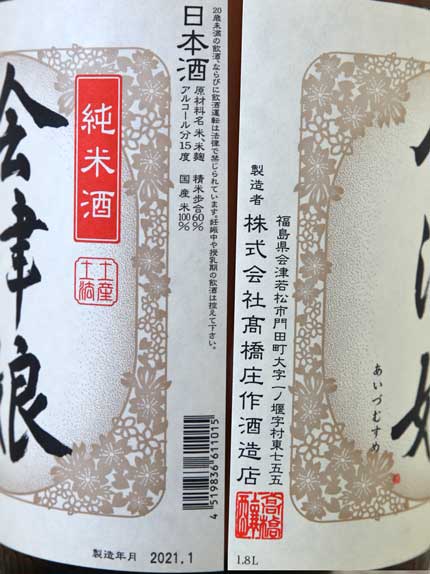 20歳未満の飲酒、ならびに飲酒運転は法律で禁じられています。妊娠中や授乳期の飲酒は控えて下さい。
日本酒
原材料名 米、米麹 精米歩合60%
アルコール分15度 国産米100%
純米酒
土産
土法
会津娘
4 519836 611015
製造年月 2021.1
会津娘
あいづむすめ
福島県会津若松市門田町大字一ノ堰字村東七五五
製造者 株式会社髙橋庄作酒造店
1.8L